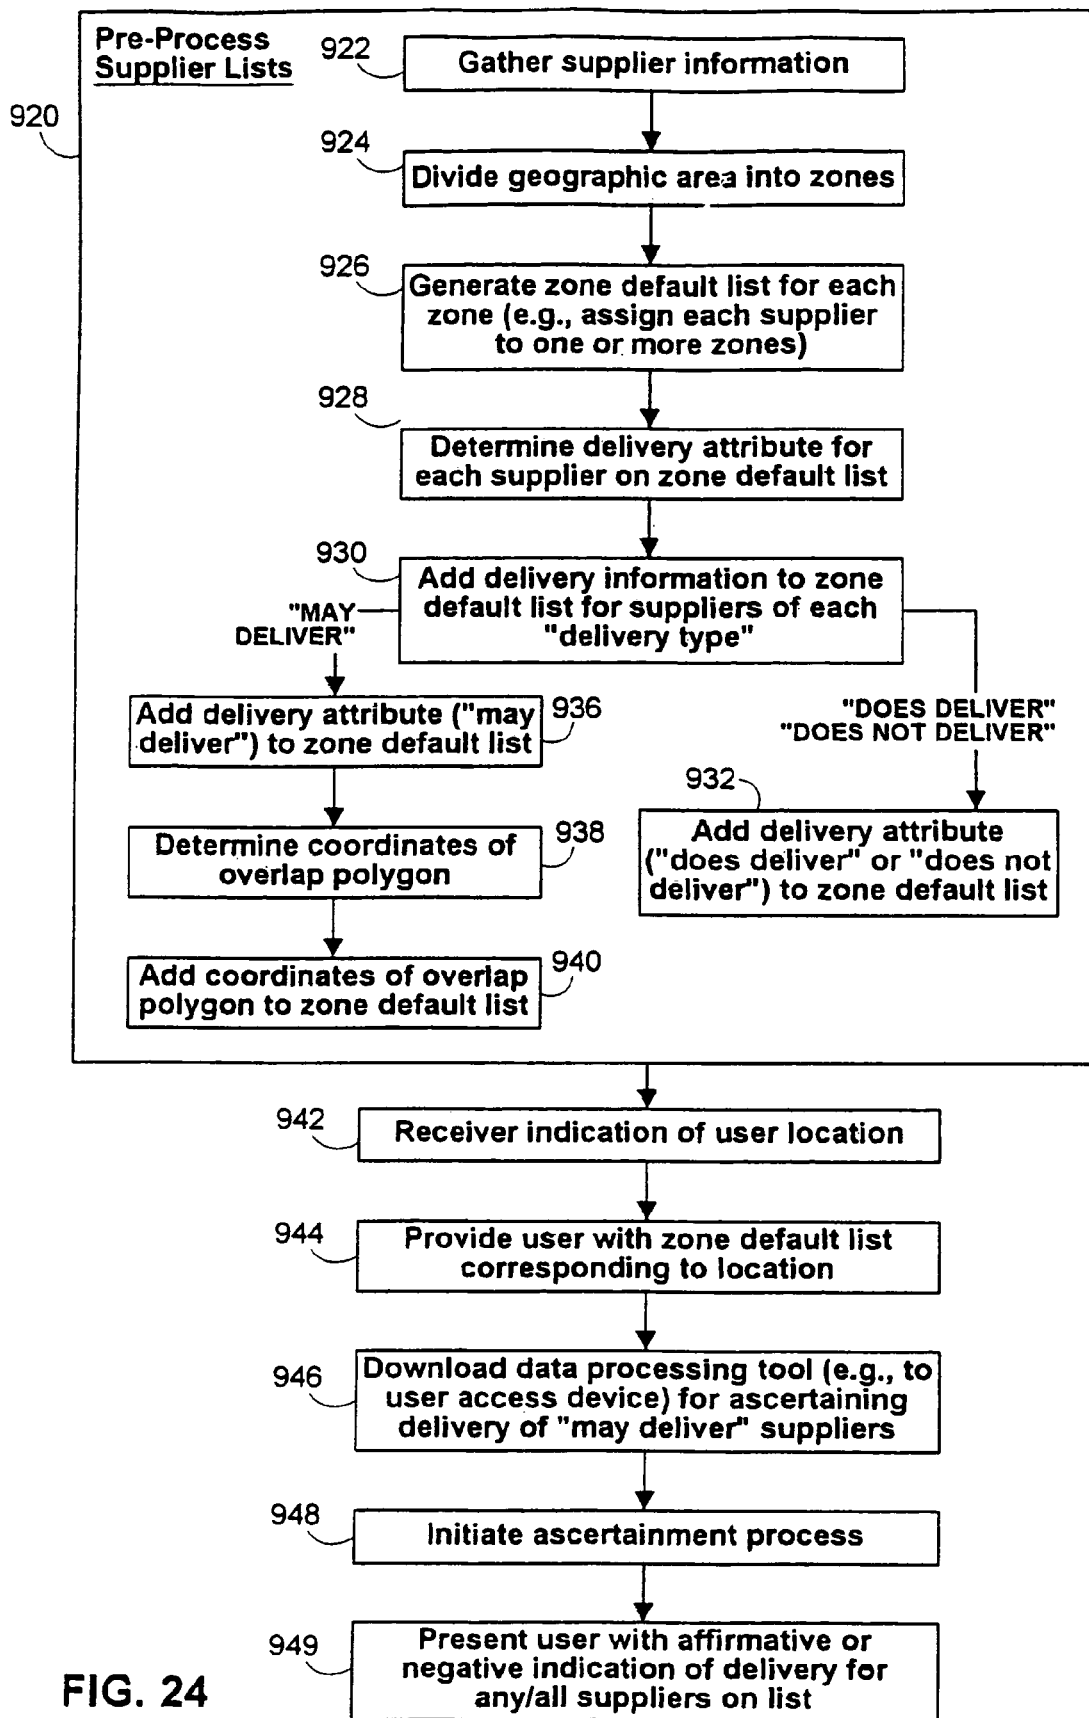 Pre-Process
Supplier Lists
920
922
Gather supplier information
924
Divide geographic area into zones
926
Generate zone default list for each
zone (e.g., assign each supplier
to one or more zones)
928
Determine delivery attribute for
each supplier on zone default list
930
Add delivery information to zone
default list for suppliers of each
"delivery type"
"MAY
DELIVER"
"DOES DELIVER"
"DOES NOT DELIVER"
Add delivery attribute ("may
deliver") to zone default list
936
932
Add delivery attribute
("does deliver" or "does not
deliver") to zone default list
Determine coordinates of
overlap polygon
938
Add coordinates of overlap
polygon to zone default list
940
942
Receiver indication of user location
944
Provide user with zone default list
corresponding to location
946
Download data processing tool (e.g., to
user access device) for ascertaining
delivery of "may deliver" suppliers
948
Initiate ascertainment process
949
Present user with affirmative or
negative indication of delivery for
any/all suppliers on list
FIG. 24